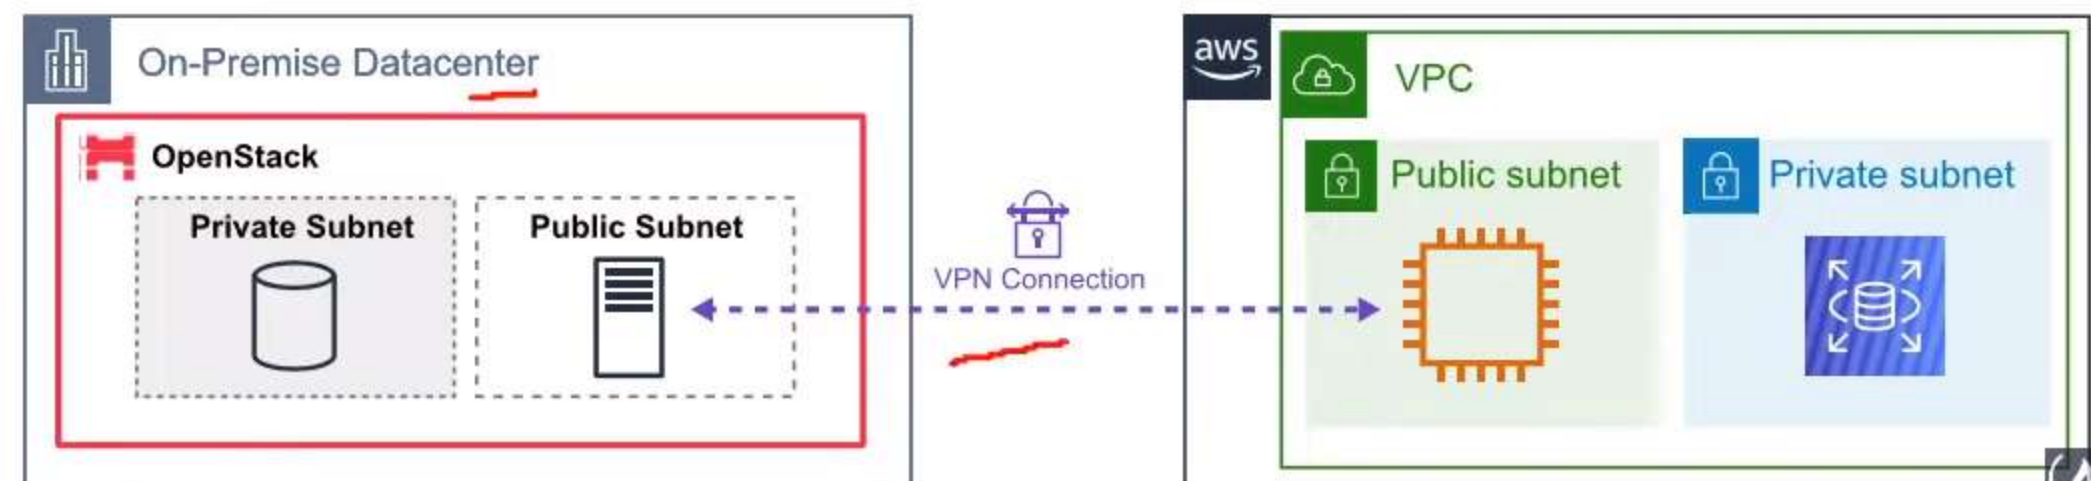 On-Premise Datacenter
OpenStack
Private Subnet
Public Subnet
VPN Connection
aws
VPC
Public subnet
Private subnet